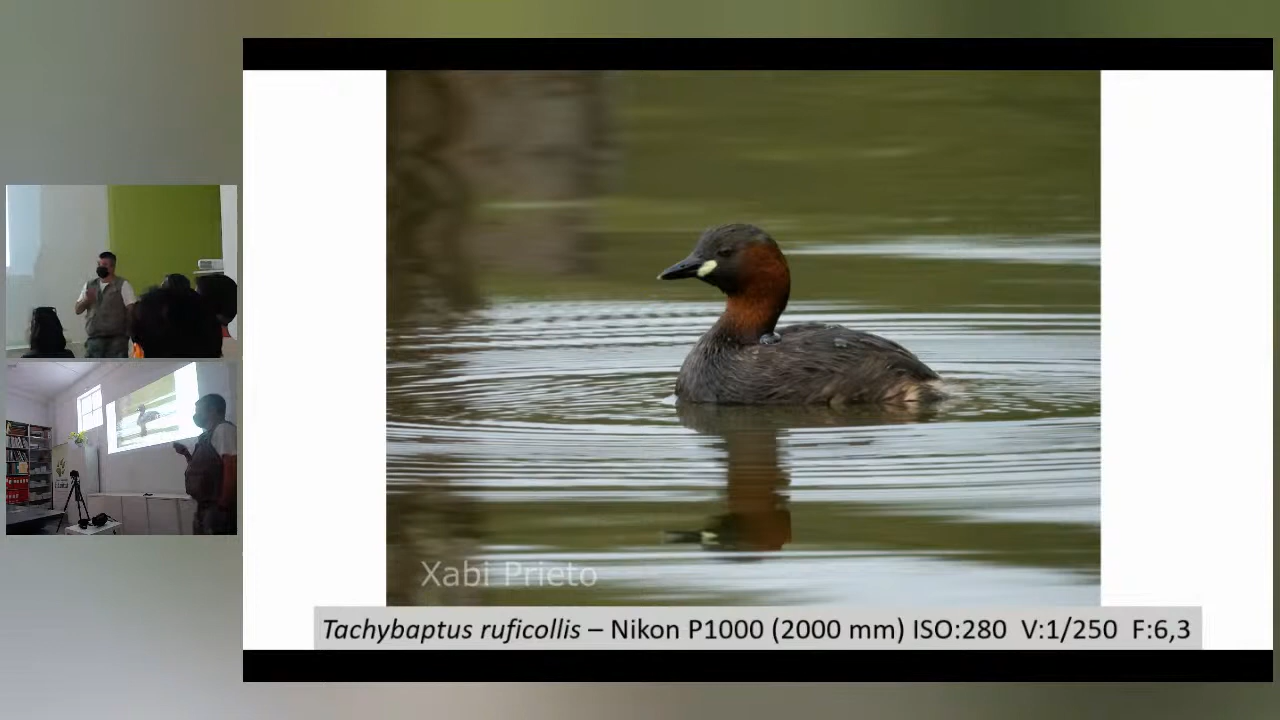 Xabi Prieto
Tachybaptus ruficollis – Nikon P1000 (2000 mm) ISO:280 V:1/250 F:6,3